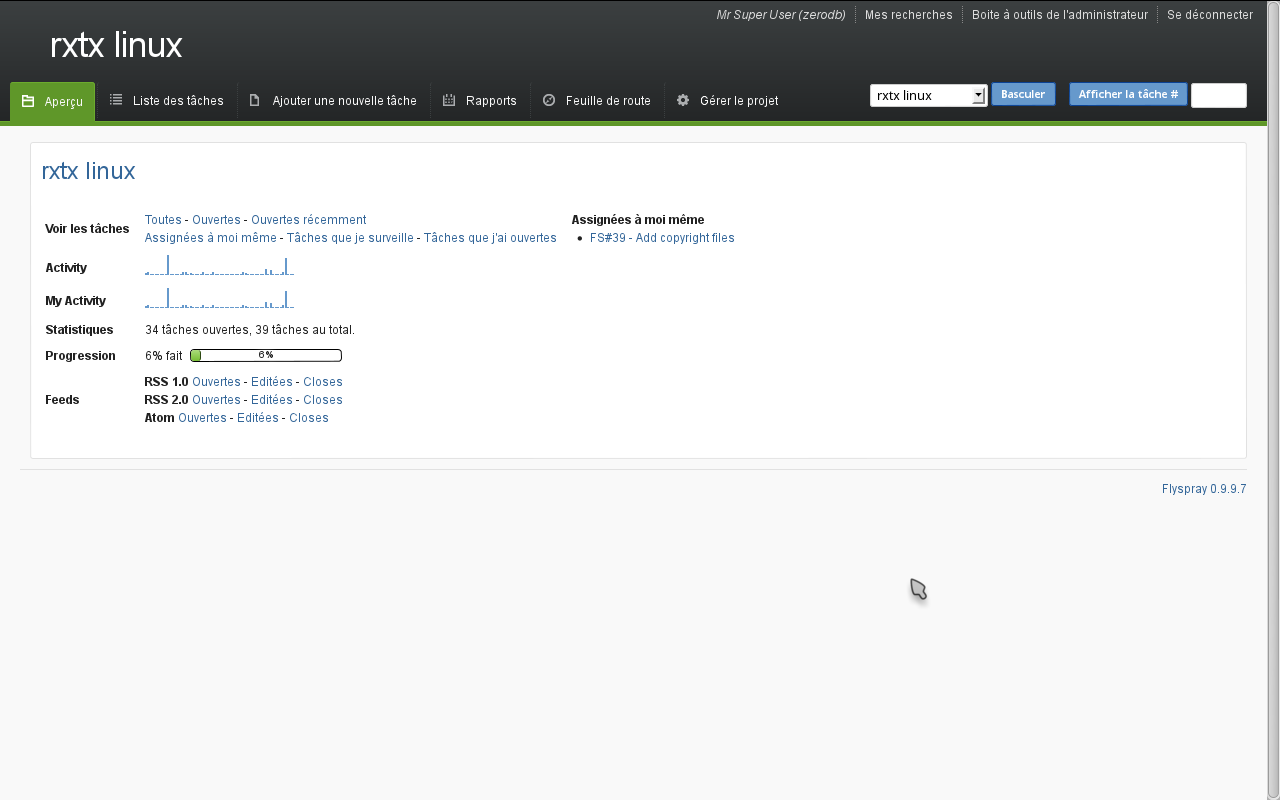 Mr Super User (zerodb) Mes recherches Boite à outils de l'administrateur Se déconnecter
rxtx linux
Aperçu Liste des tâches Ajouter une nouvelle tâche Rapports Feuille de route Gérer le projet rxtx linux Basculer Afficher la tâche #
rxtx linux
Voir les tâches
Toutes - Ouvertes - Ouvertes récemment
Assignées à moi même - Tâches que je surveille - Tâches que j'ai ouvertes
Assignées à moi même
• FS#39 - Add copyright files
Activity
My Activity
Statistiques 34 tâches ouvertes, 39 tâches au total.
Progression 6% fait 6%
Feeds
RSS 1.0 Ouvertes - Editées - Closes
RSS 2.0 Ouvertes - Editées - Closes
Atom Ouvertes - Editées - Closes
Flyspray 0.9.9.7